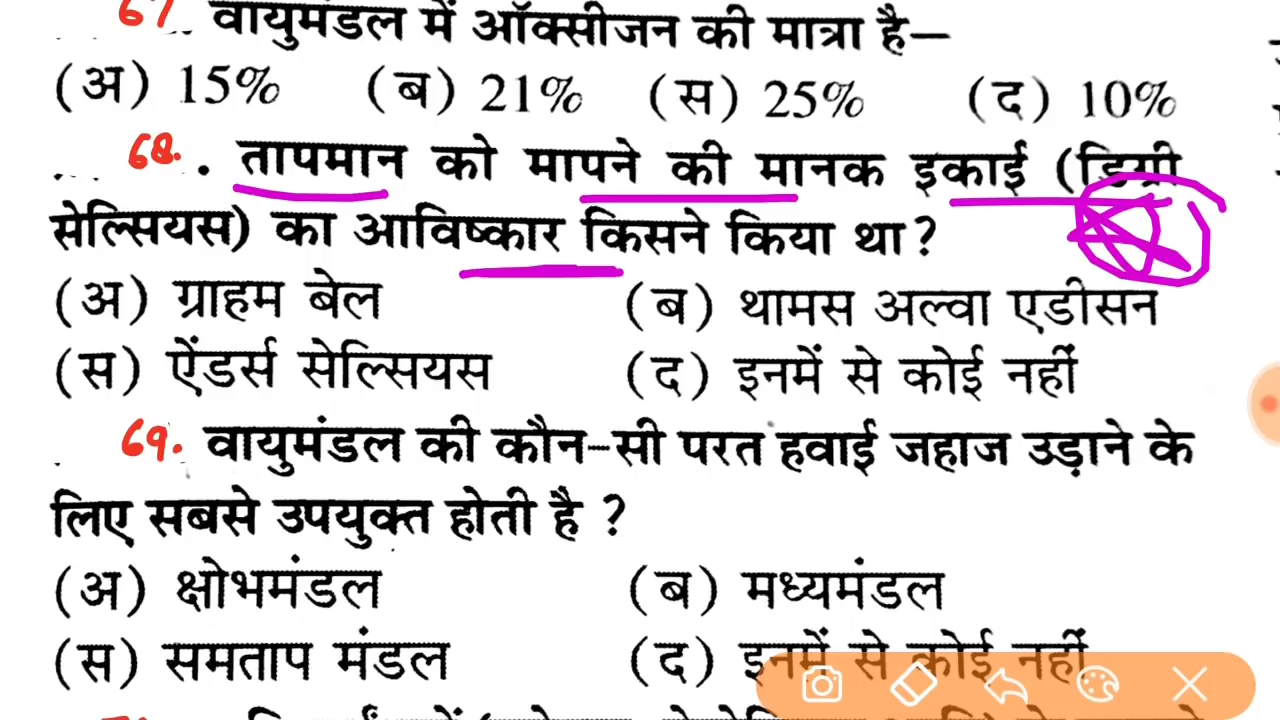 67. वायुमंडल में ऑक्सीजन की मात्रा है—
(अ) 15% (ब) 21% (स) 25% (द) 10%
68. . तापमान को मापने की मानक इकाई (डिग्री
सेल्सियस) का आविष्कार किसने किया था?
(अ) ग्राहम बेल (ब) थामस अल्वा एडीसन
(स) ऐंडर्स सेल्सियस (द) इनमें से कोई नहीं
69. वायुमंडल की कौन-सी परत हवाई जहाज उड़ाने के
लिए सबसे उपयुक्त होती है ?
(अ) क्षोभमंडल (ब) मध्यमंडल
(स) समताप मंडल (द) इनमें से कोई नहीं